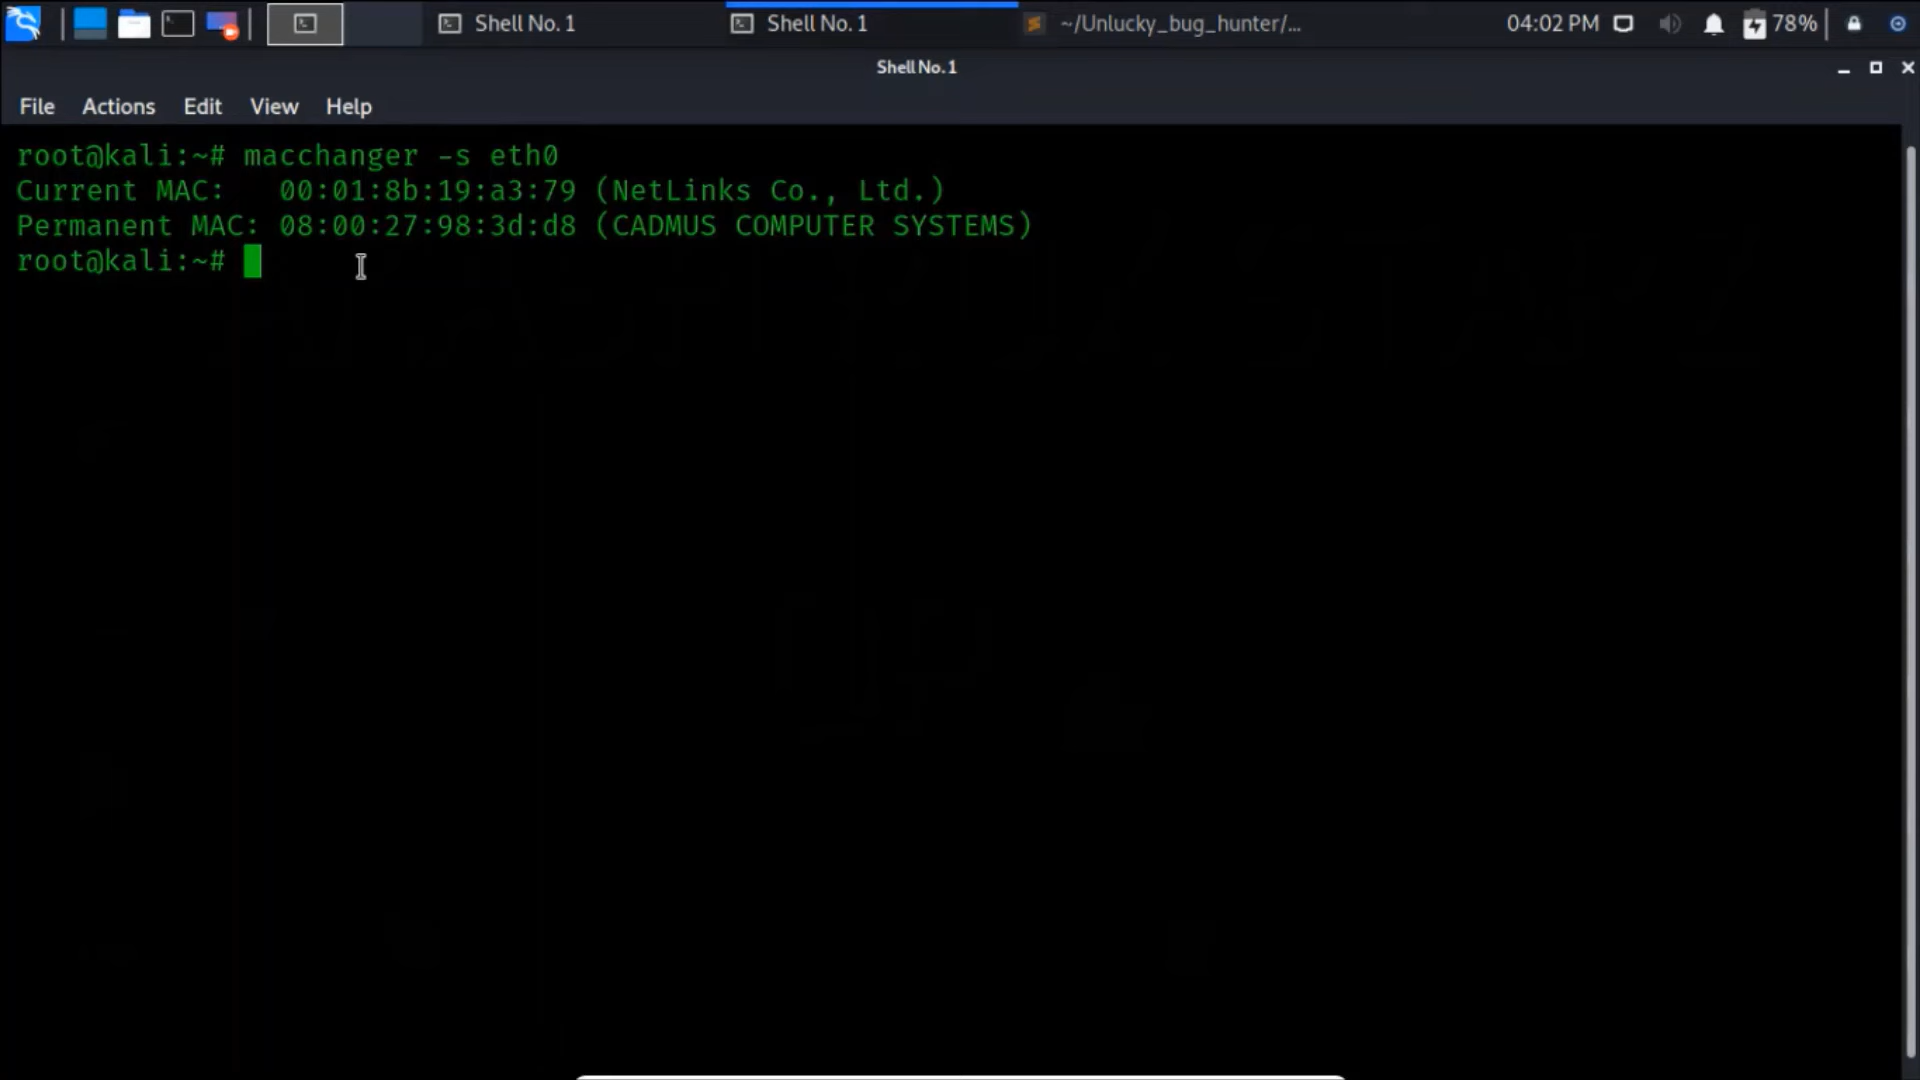 Shell No. 1
Shell No. 1
~/Unlucky_bug_hunter/...
04:02 PM
78%
Shell No. 1
File Actions Edit View Help
root@kali:~# macchanger -s eth0
Current MAC:   00:01:8b:19:a3:79 (NetLinks Co., Ltd.)
Permanent MAC: 08:00:27:98:3d:d8 (CADMUS COMPUTER SYSTEMS)
root@kali:~#